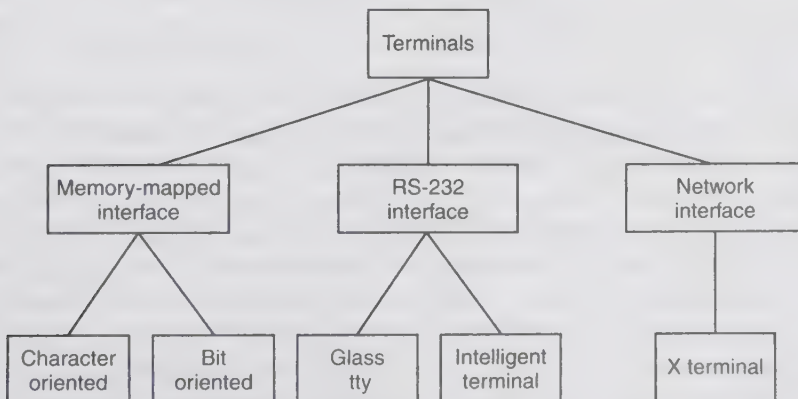 Terminals
Memory-mapped
interface
RS-232
interface
Network
interface
Character
oriented
Bit
oriented
Glass
tty
Intelligent
terminal
X terminal